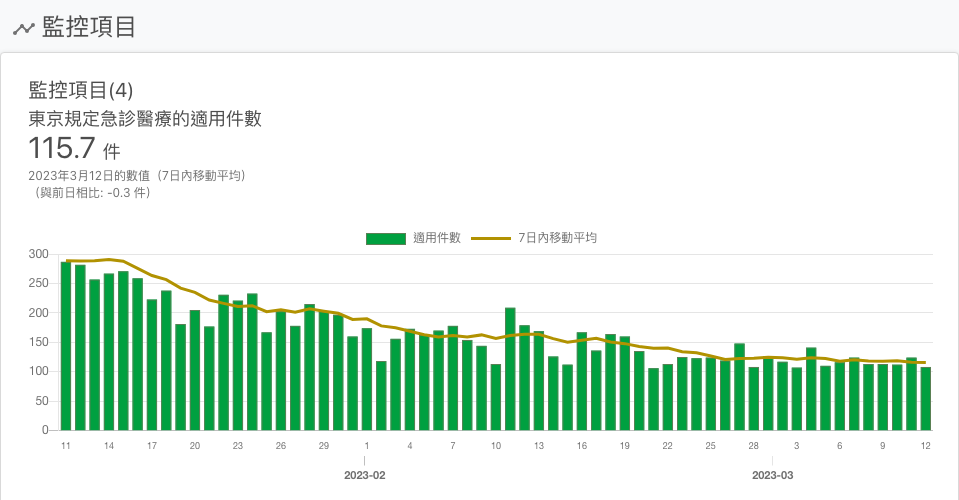 監控項目
監控項目(4)
東京規定急診醫療的適用件數
115.7 件
2023年3月12日的數值（7日內移動平均）
（與前日相比: -0.3 件）
適用件數 7日內移動平均
300
250
200
150
100
50
0
11 14 17 20 23 26 29 1 4 7 10 13 16 19 22 25 28 3 6 9 12
2023-02 2023-03